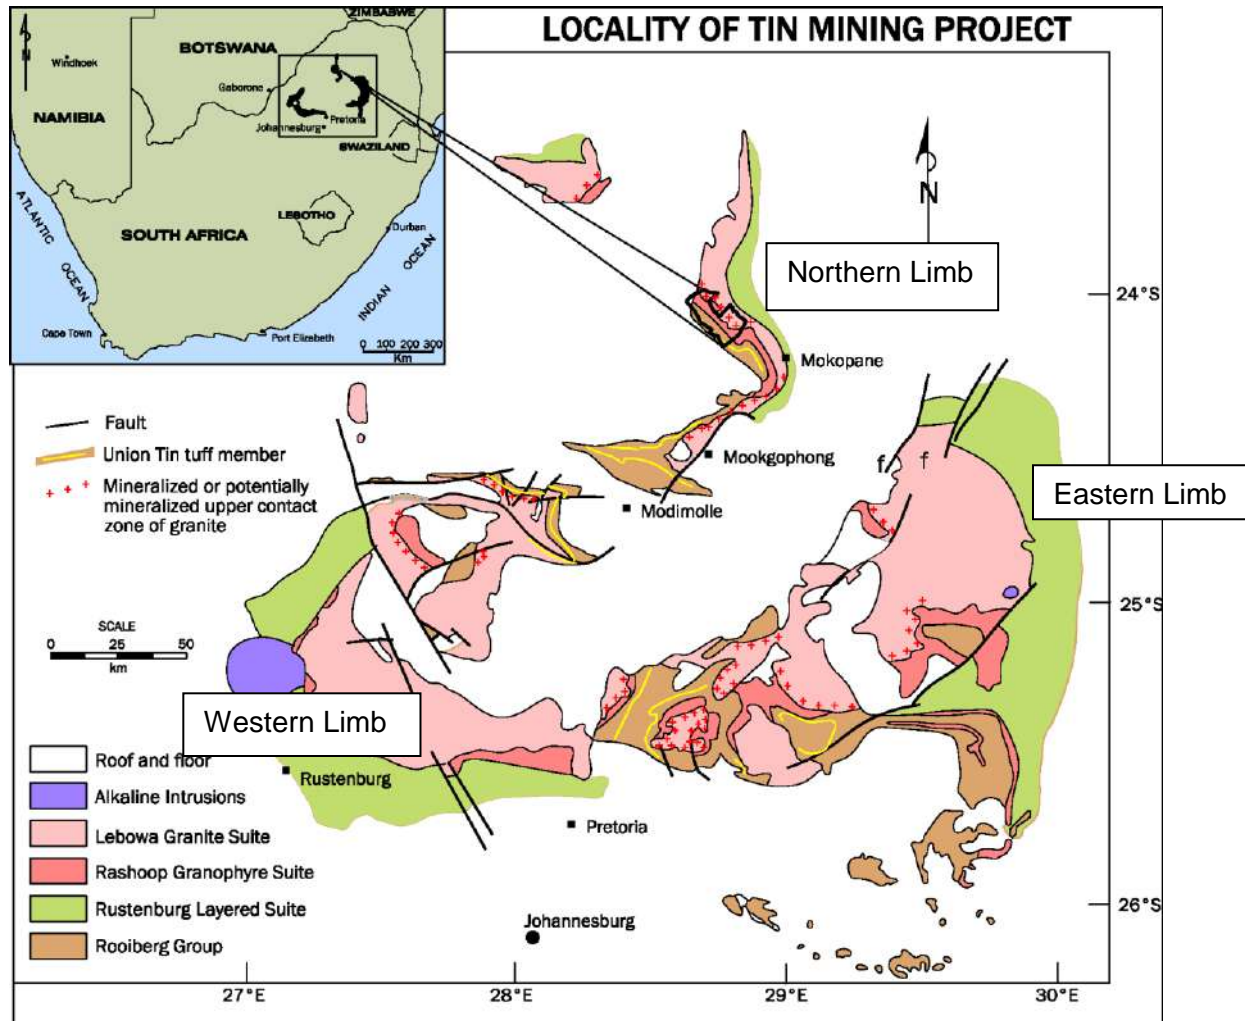 LOCALITY OF TIN MINING PROJECT
ZIMBABWE
BOTSWANA
N
Windhoek
Gaborone
NAMIBIA
Pretoria
Johannesburg
SWAZILAND
ATLANTIC OCEAN
LEBOTHO
SOUTH AFRICA
Durban
INDIAN OCEAN
Cape Town
Port Elizabeth
0 100 200 300
Km
N
Northern Limb
24°S
Mokopane
Fault
Union Tin tuff member
Mineralized or potentially
mineralized upper contact
zone of granite
Mookgophong
f
f
Eastern Limb
Modimolle
25°S
SCALE
0 25 50
km
Western Limb
Roof and floor
Rustenburg
Alkaline Intrusions
Pretoria
Lebowa Granite Suite
Rashoop Granophyre Suite
Rustenburg Layered Suite
26°S
Johannesburg
Rooiberg Group
27°E
28°E
29°E
30°E